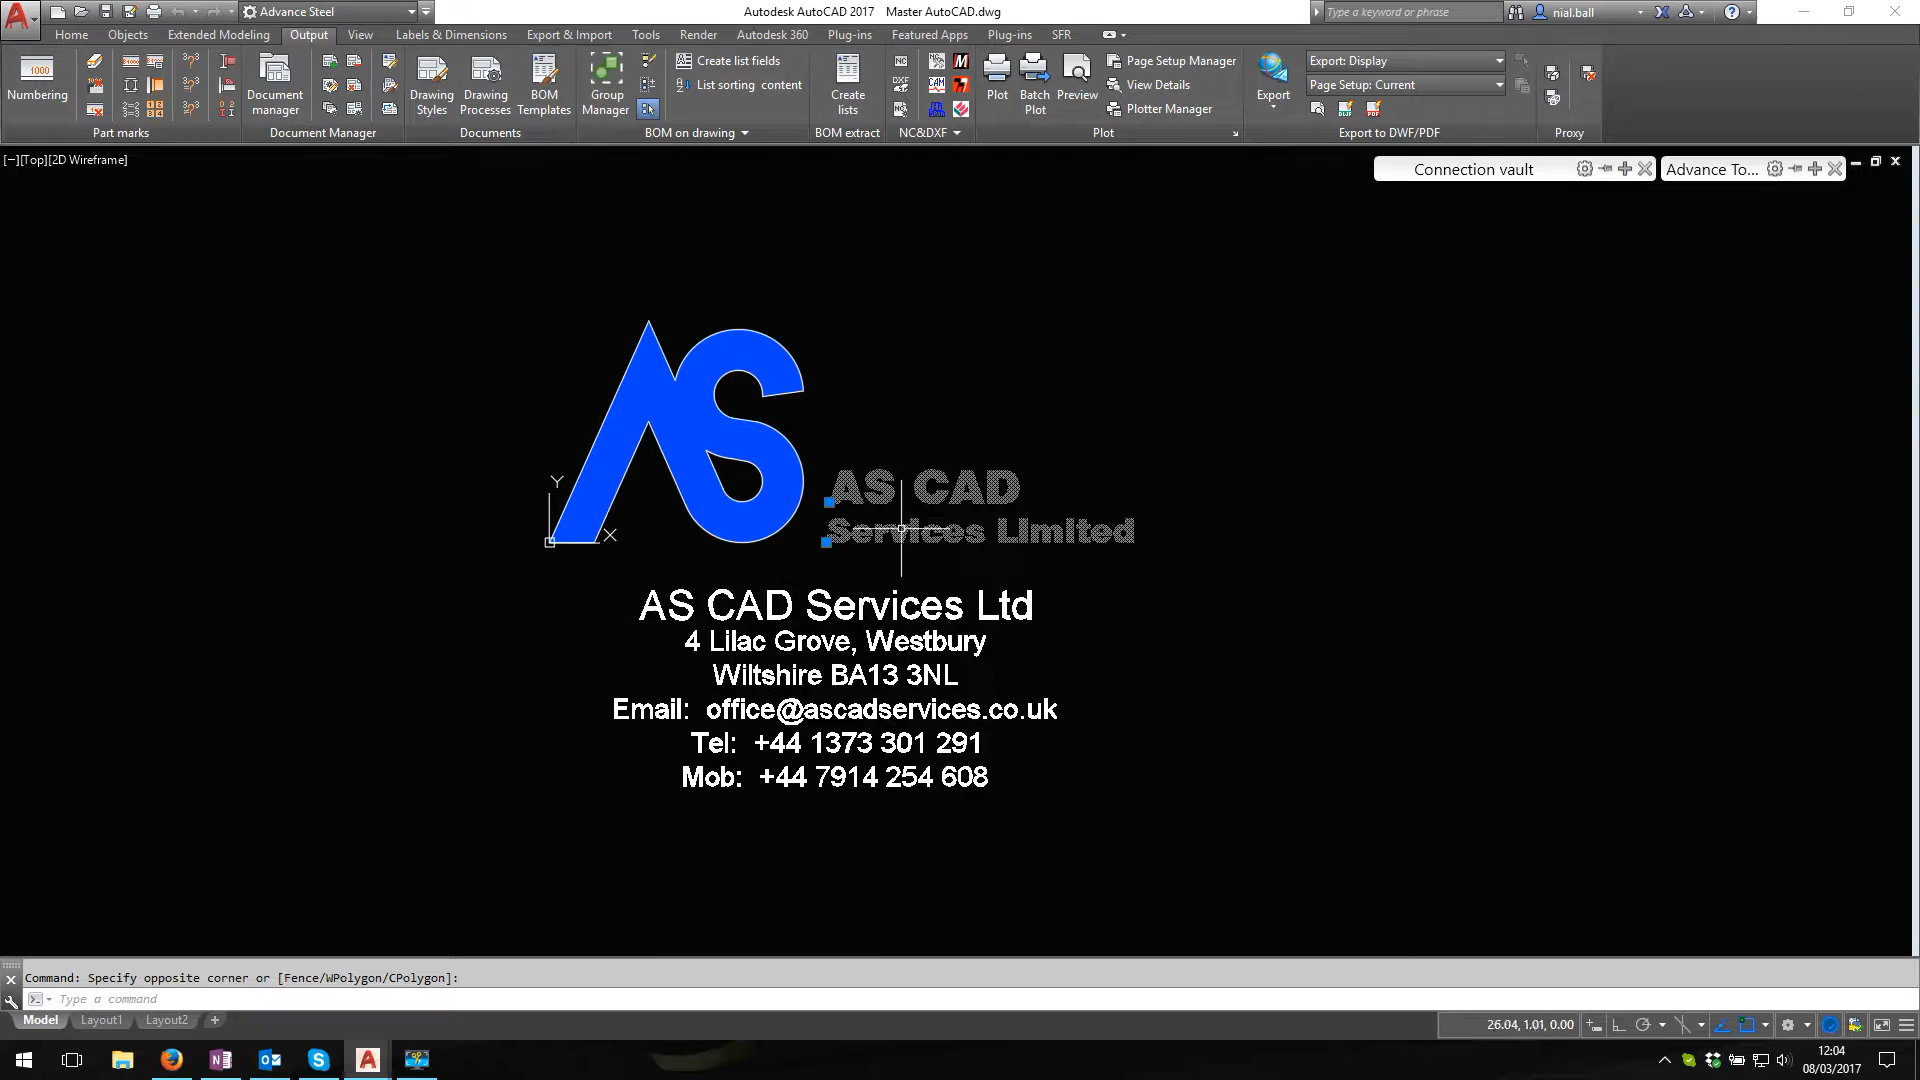 Advance Steel
Autodesk AutoCAD 2017 Master AutoCAD.dwg
Type a keyword or phrase
nial.ball
Home Objects Extended Modeling Output View Labels & Dimensions Export & Import Tools Render Autodesk 360 Plug-ins Featured Apps Plug-ins SFR
Numbering
Part marks
Document manager
Document Manager
Drawing Styles
Drawing Processes
BOM Templates
Documents
Group Manager
Create list fields
List sorting content
BOM on drawing
Create lists
BOM extract
NC
DXF
NC&DXF
Plot
Batch Plot
Preview
Page Setup Manager
View Details
Plotter Manager
Plot
Export
Export: Display
Page Setup: Current
Export to DWF/PDF
Proxy
[−][Top][2D Wireframe]
Connection vault
Advance To...
AS
AS CAD
Services Limited
Y
X
AS CAD Services Ltd
4 Lilac Grove, Westbury
Wiltshire BA13 3NL
Email: office@ascadservices.co.uk
Tel: +44 1373 301 291
Mob: +44 7914 254 608
Command: Specify opposite corner or [Fence/WPolygon/CPolygon]:
Type a command
Model Layout1 Layout2
26.04, 1.01, 0.00
12:04
08/03/2017